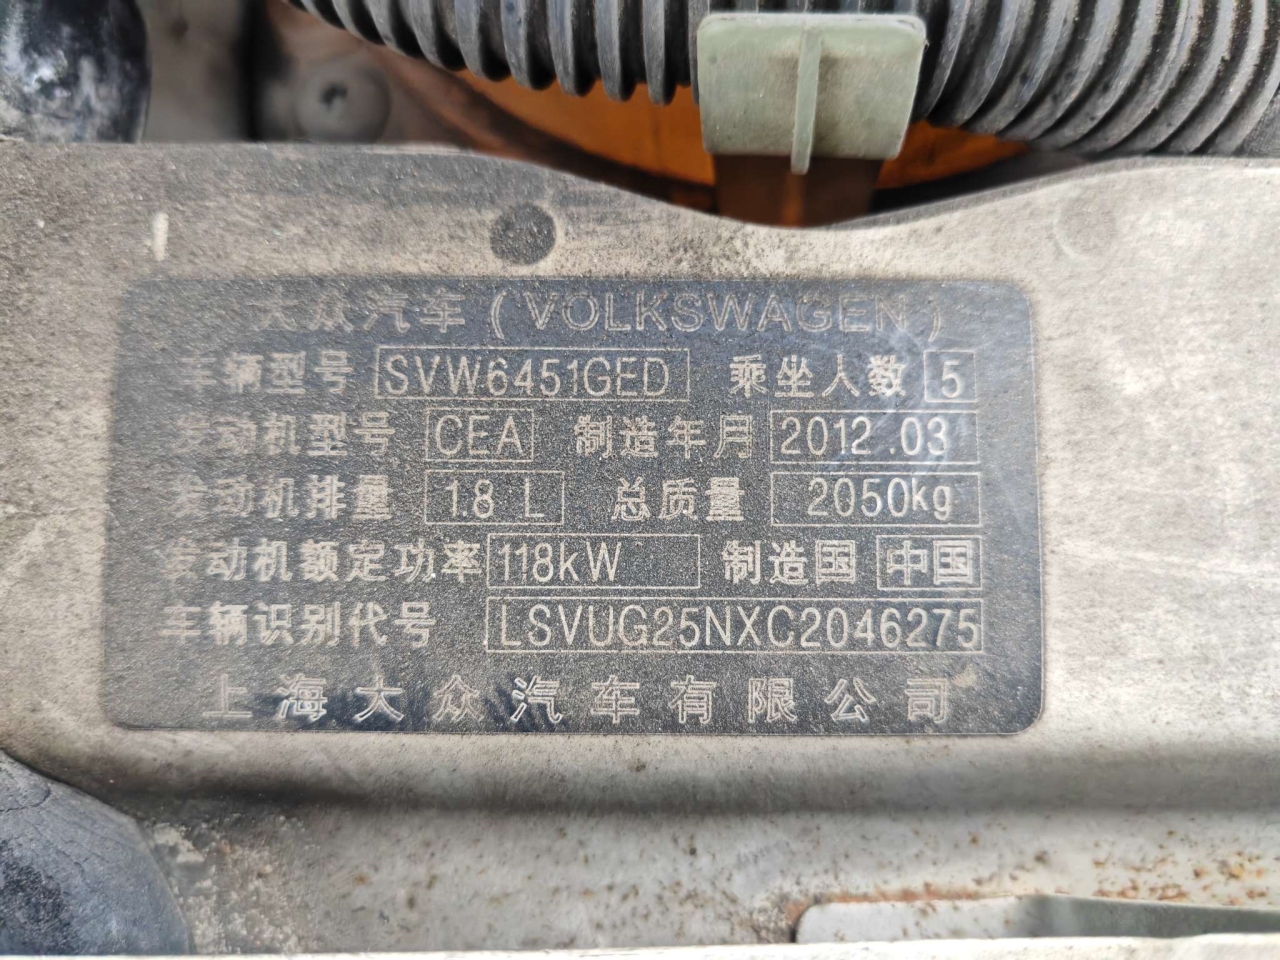 大众汽车(VOLKSWAGEN)
车辆型号 SVW6451GED 乘坐人数 5
发动机型号 CEA 制造年月 2012.03
发动机排量 1.8 L 总质量 2050kg
发动机额定功率 118kW 制造国 中国
车辆识别代号 LSVUG25NXC2046275
上海大众汽车有限公司